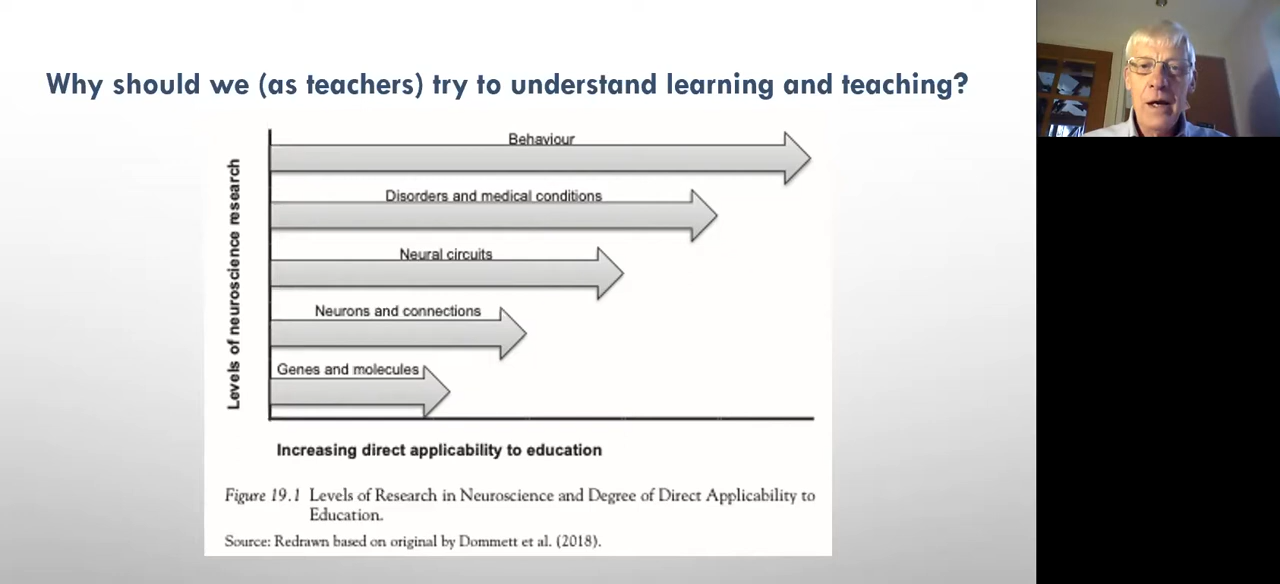 Why should we (as teachers) try to understand learning and teaching?
Levels of neuroscience research
Behaviour
Disorders and medical conditions
Neural circuits
Neurons and connections
Genes and molecules
Increasing direct applicability to education
Figure 19.1 Levels of Research in Neuroscience and Degree of Direct Applicability to
Education.
Source: Redrawn based on original by Dommett et al. (2018).